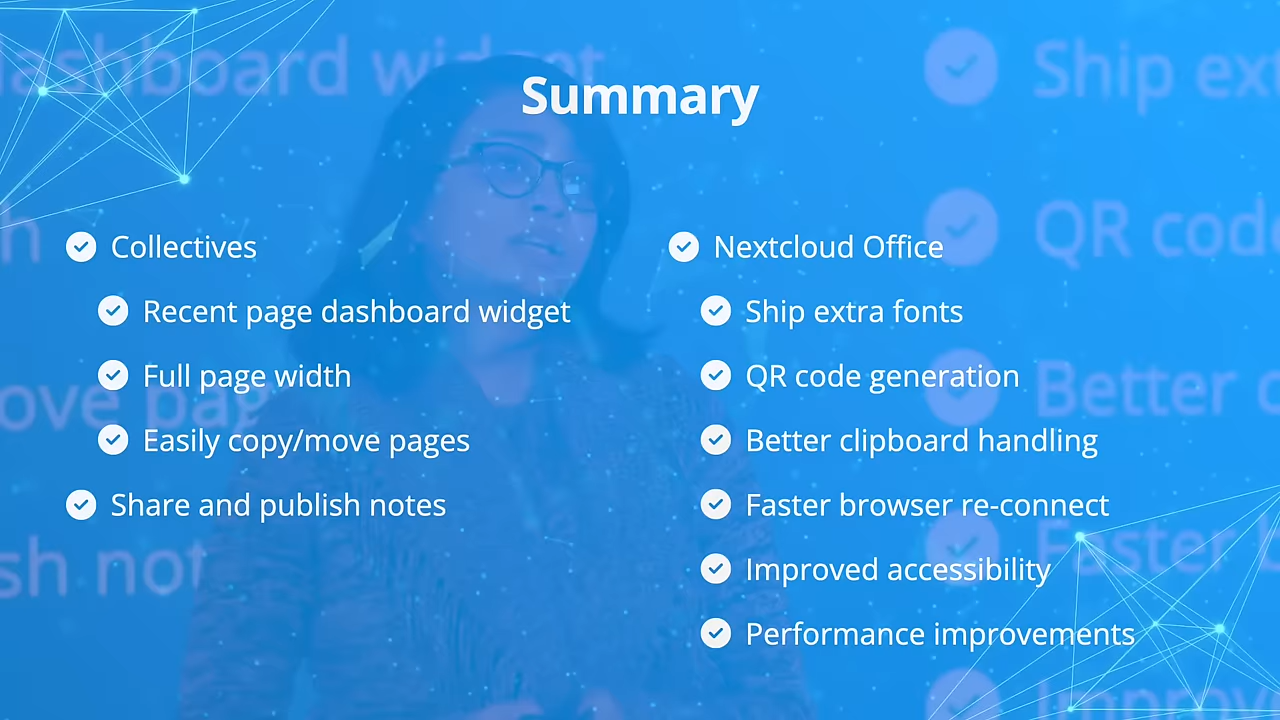 Summary
Collectives
Recent page dashboard widget
Full page width
Easily copy/move pages
Share and publish notes
Nextcloud Office
Ship extra fonts
QR code generation
Better clipboard handling
Faster browser re-connect
Improved accessibility
Performance improvements